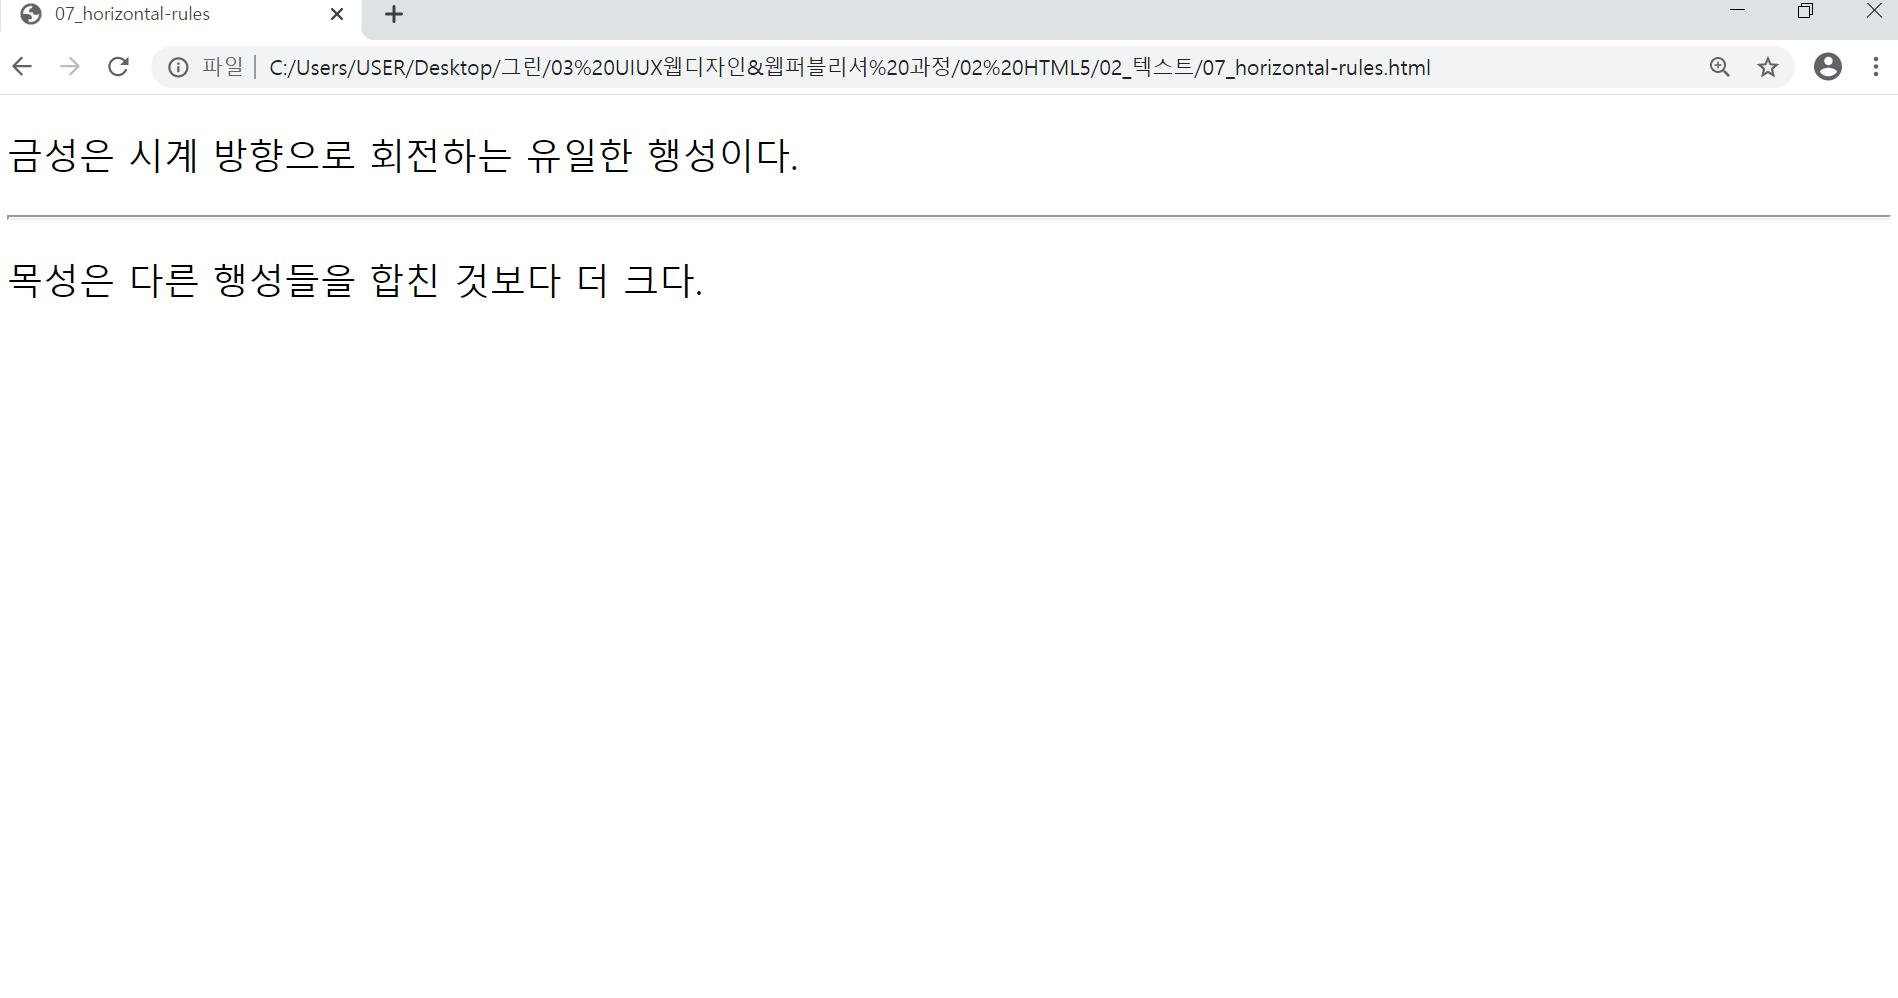 07_horizontal-rules
파일 | C:/Users/USER/Desktop/그린/03%20UIUX웹디자인&웹퍼블리셔%20과정/02%20HTML5/02_텍스트/07_horizontal-rules.html
금성은 시계 방향으로 회전하는 유일한 행성이다.
목성은 다른 행성들을 합친 것보다 더 크다.